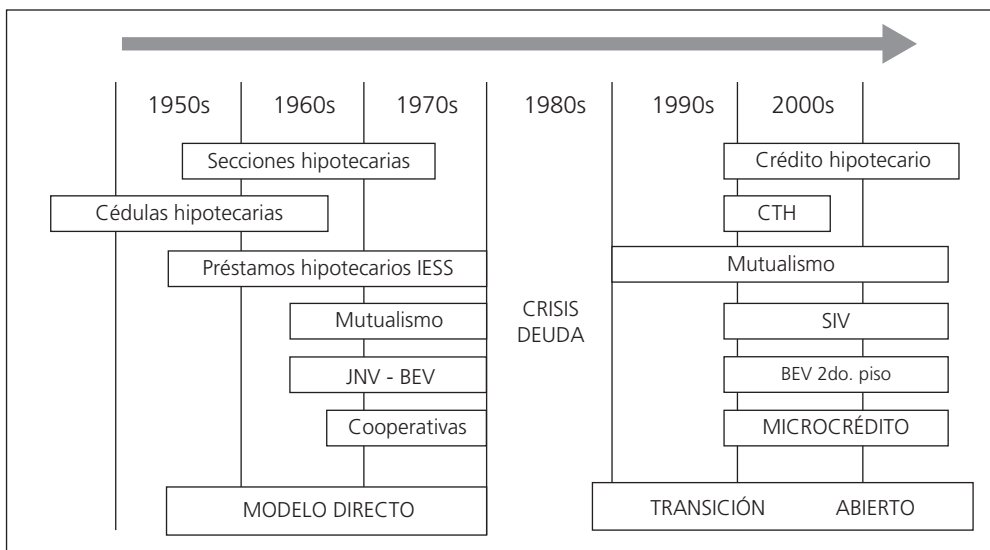 1950s 1960s 1970s 1980s 1990s 2000s
Secciones hipotecarias
Crédito hipotecario
Cédulas hipotecarias
CTH
Préstamos hipotecarios IESS
Mutualismo
CRISIS
DEUDA
Mutualismo
SIV
JNV - BEV
BEV 2do. piso
Cooperativas
MICROCRÉDITO
MODELO DIRECTO
TRANSICIÓN ABIERTO